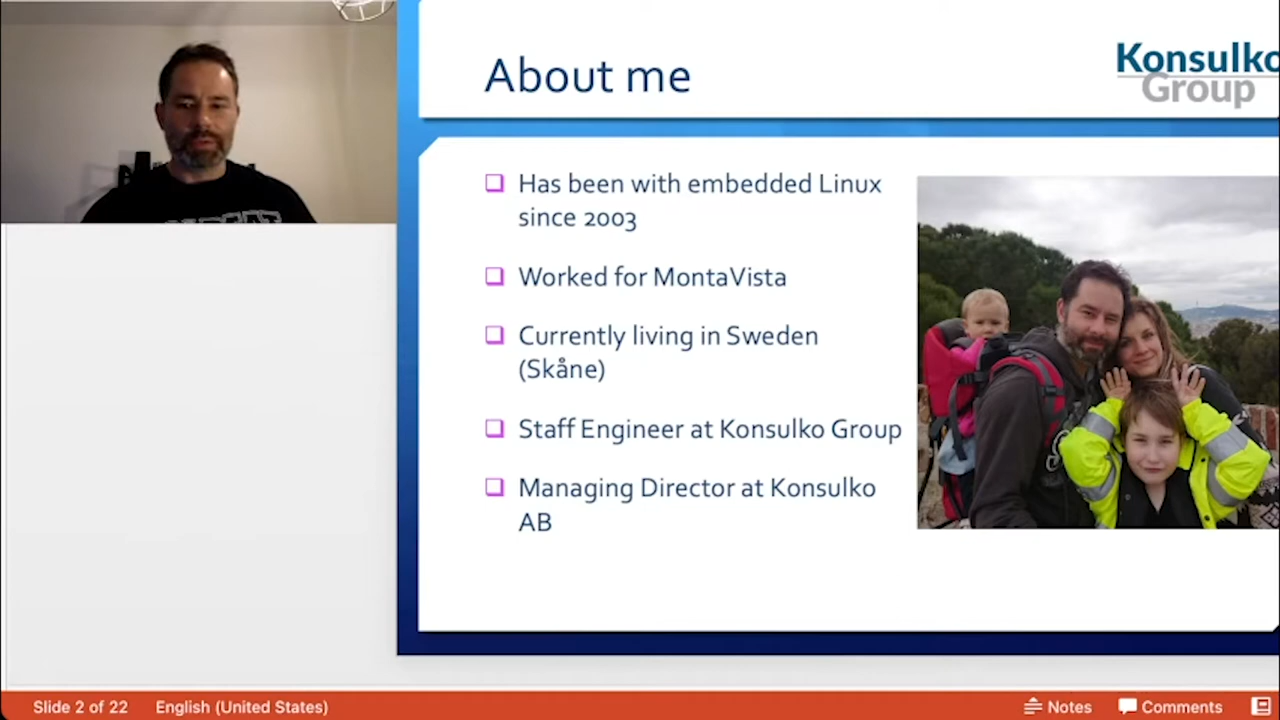 About me
Konsulko
Group
Has been with embedded Linux
since 2003
Worked for MontaVista
Currently living in Sweden
(Skåne)
Staff Engineer at Konsulko Group
Managing Director at Konsulko
AB
Slide 2 of 22
English (United States)
Notes
Comments